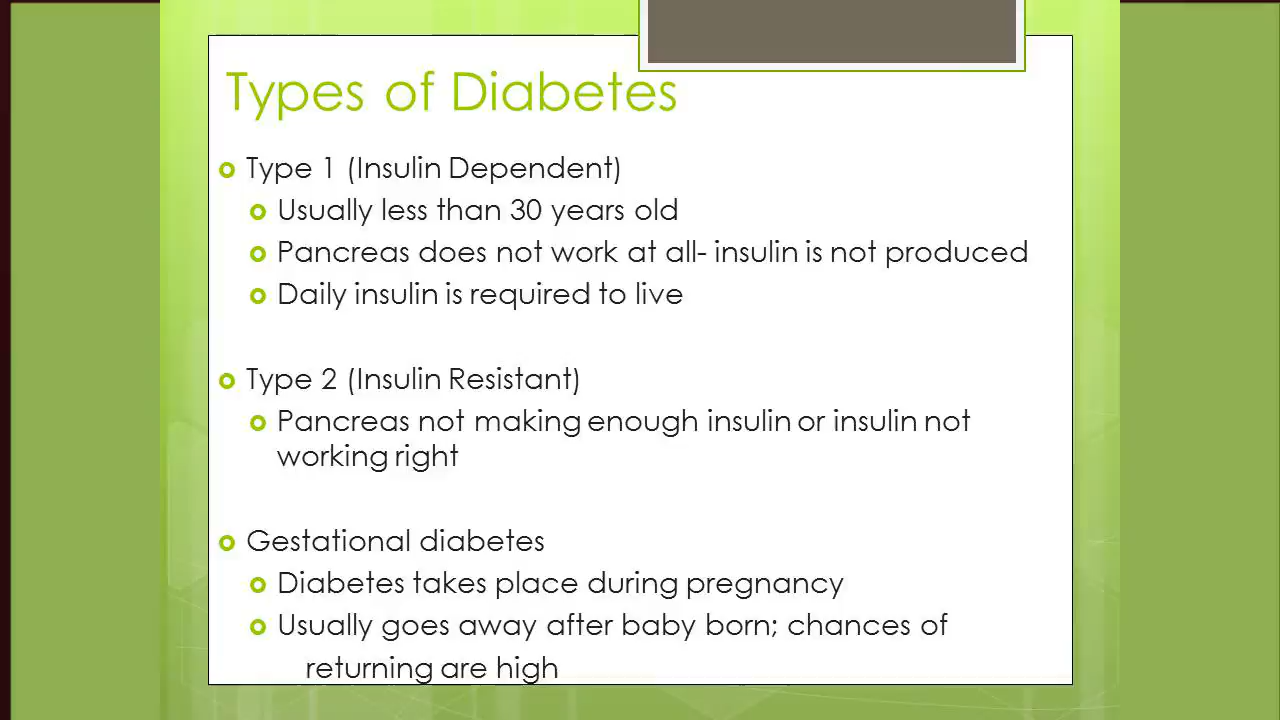 Types of Diabetes
Type 1 (Insulin Dependent)
Usually less than 30 years old
Pancreas does not work at all- insulin is not produced
Daily insulin is required to live
Type 2 (Insulin Resistant)
Pancreas not making enough insulin or insulin not
working right
Gestational diabetes
Diabetes takes place during pregnancy
Usually goes away after baby born; chances of
returning are high